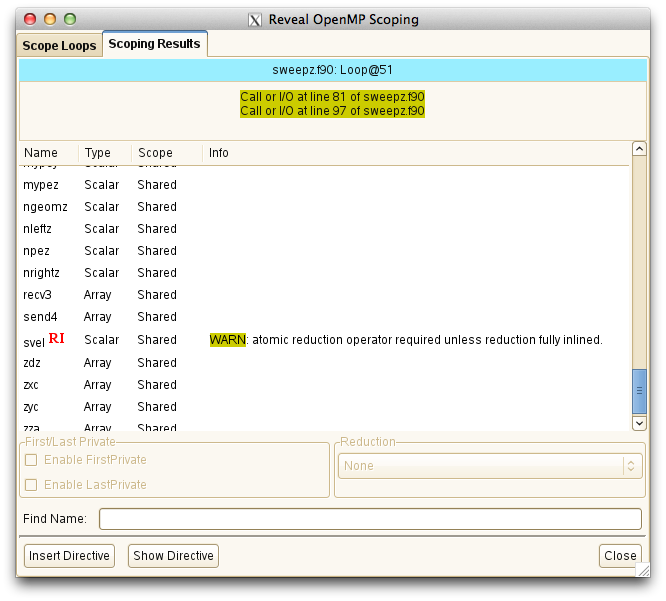 Reveal OpenMP Scoping
Scope Loops Scoping Results
sweepz.f90: Loop@51
Call or I/O at line 81 of sweepz.f90
Call or I/O at line 97 of sweepz.f90
Name Type Scope Info
mypey Scalar Shared
mypez Scalar Shared
ngeomz Scalar Shared
nleftz Scalar Shared
npez Scalar Shared
nrightz Scalar Shared
recv3 Array Shared
send4 Array Shared
svel RI Scalar Shared WARN: atomic reduction operator required unless reduction fully inlined.
zdz Array Shared
zxc Array Shared
zyc Array Shared
zza Array Shared
First/Last Private Reduction
Enable FirstPrivate None
Enable LastPrivate
Find Name:
Insert Directive Show Directive Close